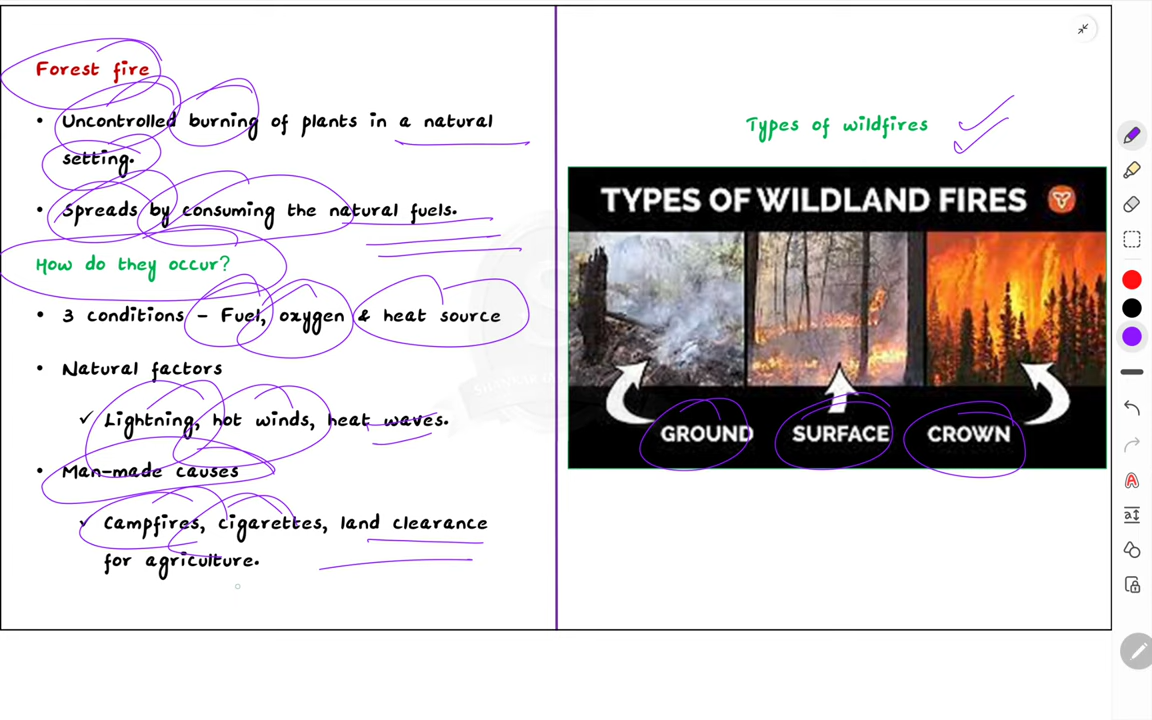 Forest fire
• Uncontrolled burning of plants in a natural
setting.
• Spreads by consuming the natural fuels.
How do they occur?
• 3 conditions - Fuel, oxygen & heat source
• Natural factors
✓ Lightning, hot winds, heat waves.
• Man-made causes
✓ Campfires, cigarettes, land clearance
for agriculture.
Types of wildfires
TYPES OF WILDLAND FIRES
GROUND SURFACE CROWN